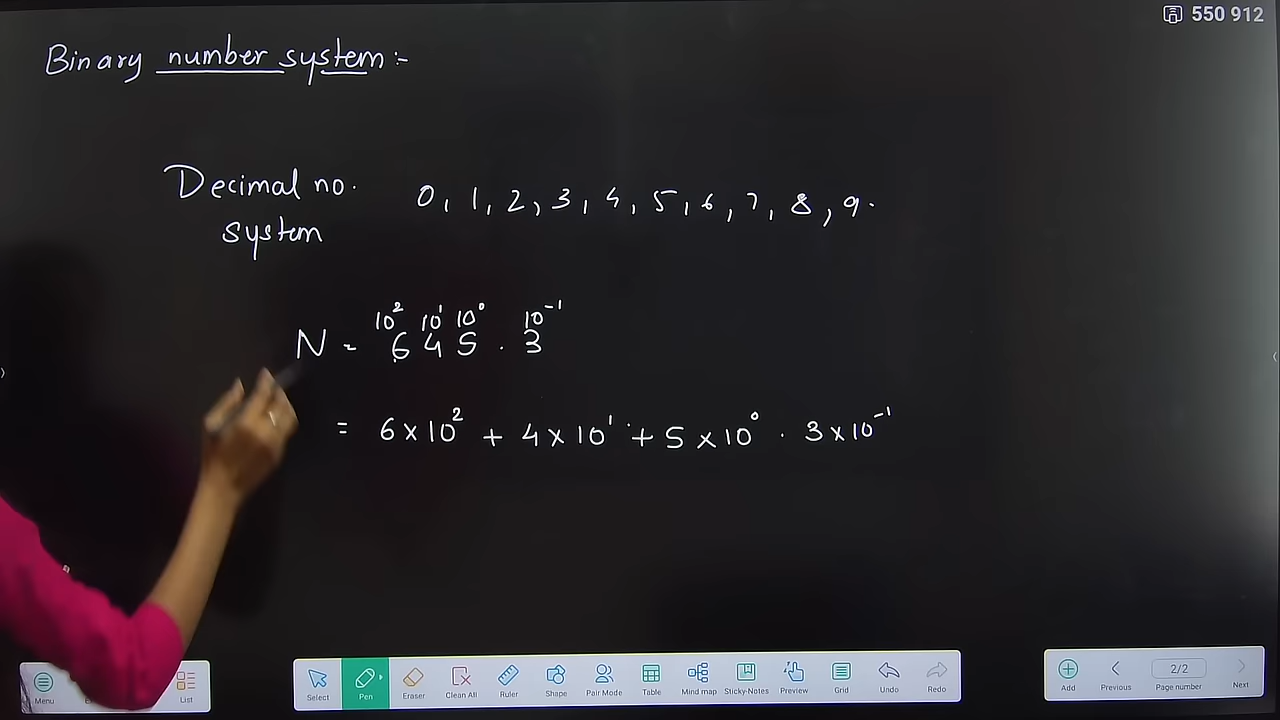 550 912
Binary number system :-
Decimal no. 0, 1, 2, 3, 4, 5, 6, 7, 8, 9.
system
10² 10¹ 10⁰ 10⁻¹
N = 6 4 5 . 3
= 6×10² + 4×10¹ + 5×10⁰ . 3×10⁻¹
Menu List Select Pen Eraser Clean All Ruler Shape Pair Mode Table Mind map Sticky-Notes Preview Grid Undo Redo Add Previous 2/2 Page number Next